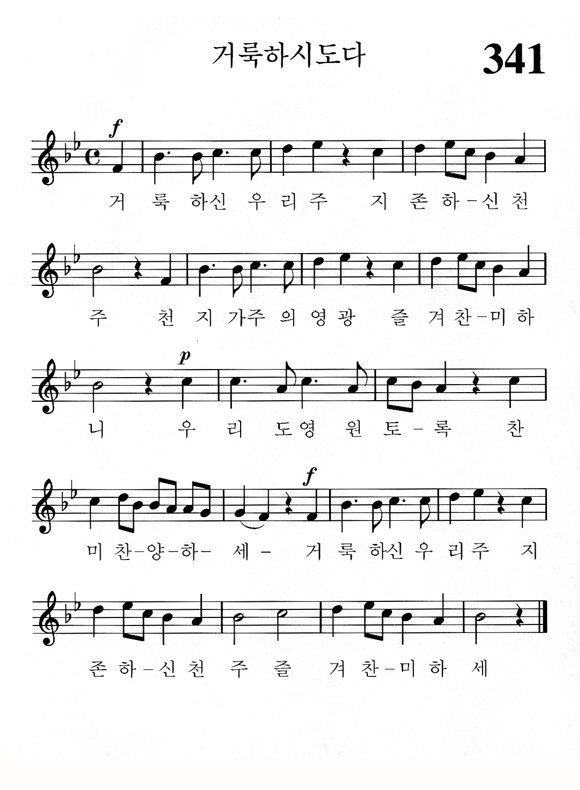 거룩하시도다 341
f
거 룩 하신 우 리 주 지 존 하-신 천
주 천 지 가주 의 영 광 즐 겨 찬-미 하
p
니 우 리 도 영 원 토-록 찬
f
미 찬-양-하-세- 거 룩 하신 우 리 주 지
존 하-신 천 주 즐 겨 찬-미 하 세